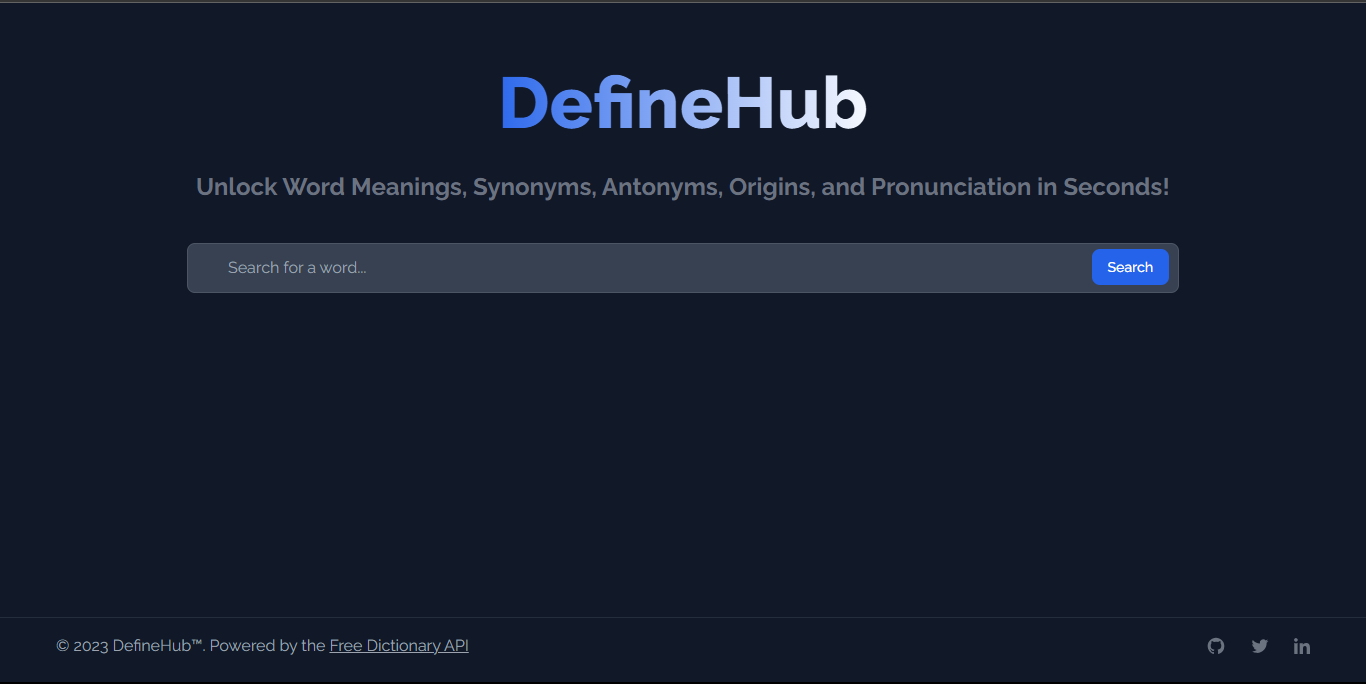 DefineHub
Unlock Word Meanings, Synonyms, Antonyms, Origins, and Pronunciation in Seconds!
Search for a word...
Search
© 2023 DefineHub™. Powered by the Free Dictionary API
in